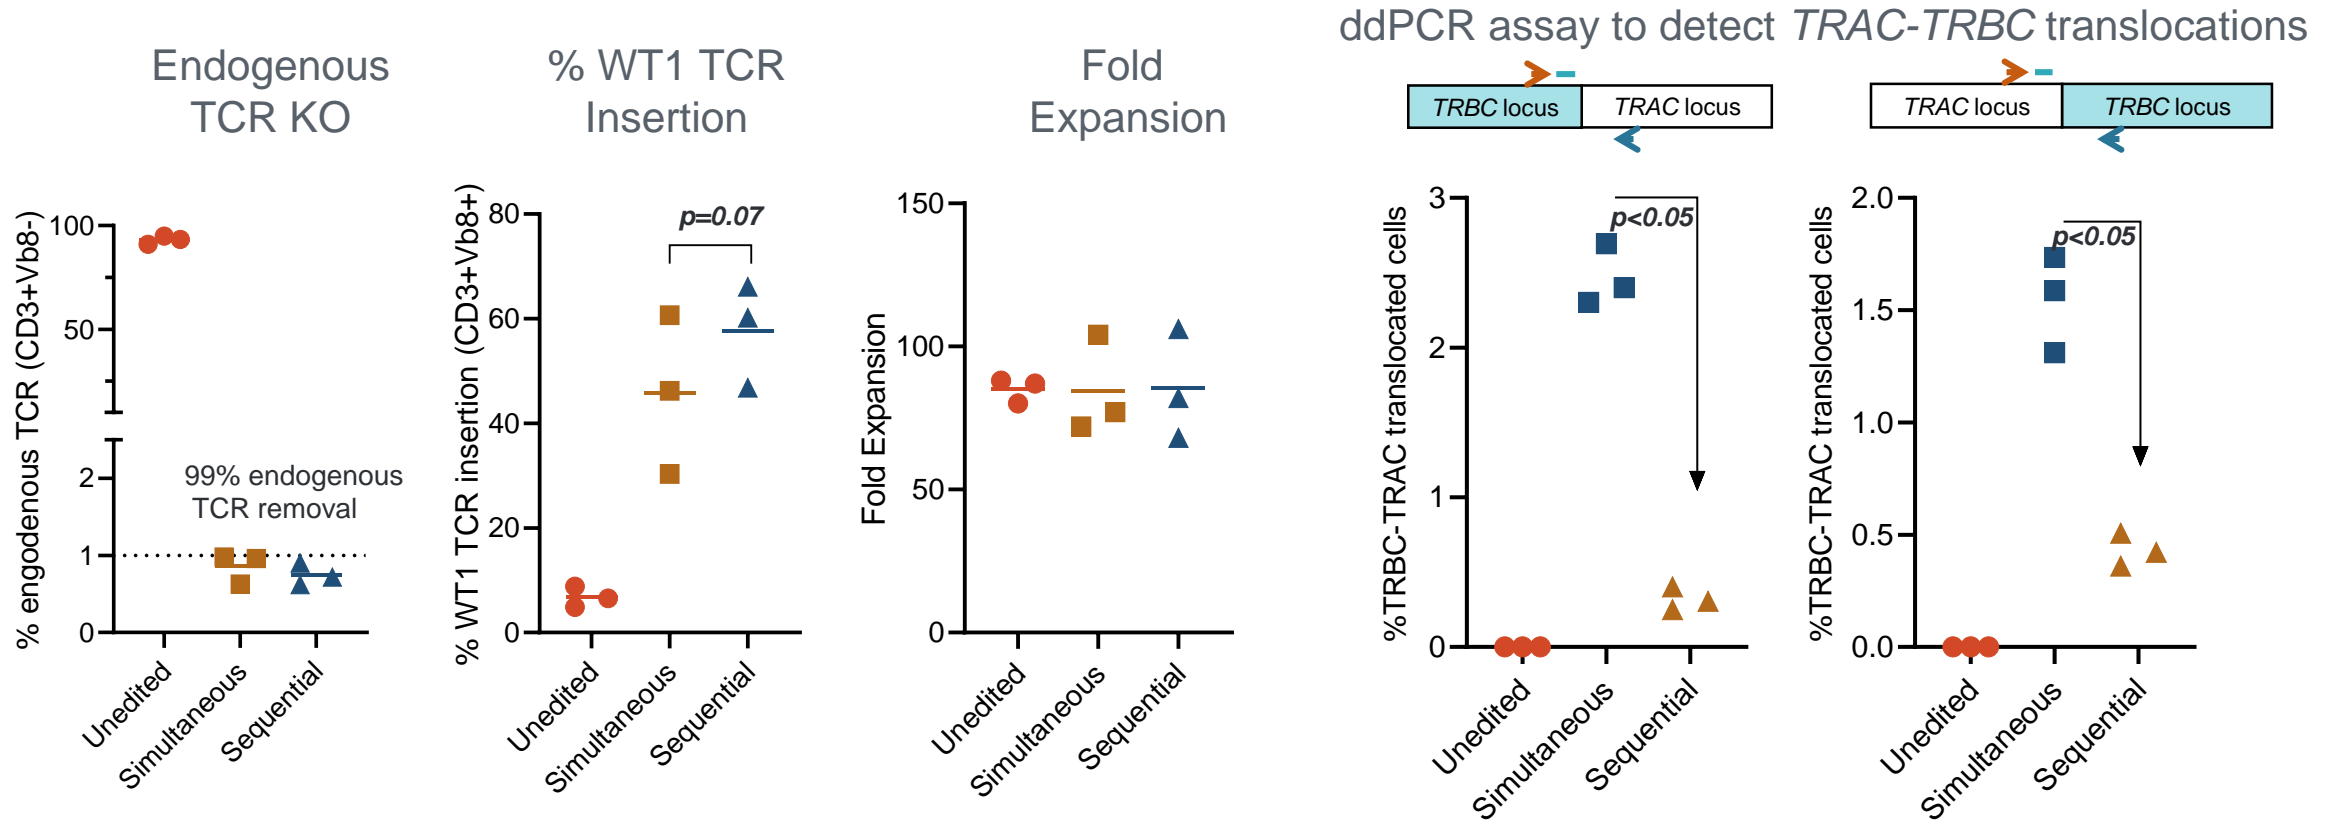 Endogenous
TCR KO
% engodenous TCR (CD3+Vb8-)
100
50
2
1
0
99% endogenous
TCR removal
Unedited
Simultaneous
Sequential
% WT1 TCR
Insertion
% WT1 TCR insertion (CD3+Vb8+)
80
60
40
20
0
p=0.07
Unedited
Simultaneous
Sequential
Fold
Expansion
Fold Expansion
150
100
50
0
Unedited
Simultaneous
Sequential
ddPCR assay to detect TRAC-TRBC translocations
TRBC locus
TRAC locus
%TRBC-TRAC translocated cells
3
2
1
0
p<0.05
Unedited
Simultaneous
Sequential
TRAC locus
TRBC locus
%TRBC-TRAC translocated cells
2.0
1.5
1.0
0.5
0.0
p<0.05
Unedited
Simultaneous
Sequential